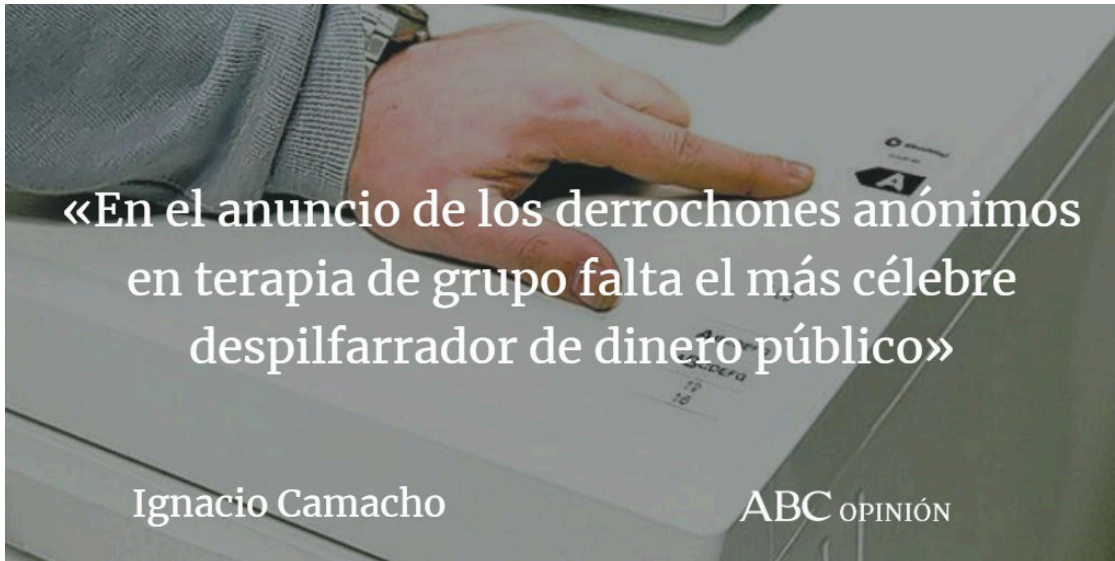 «En el anuncio de los derrochones anónimos
en terapia de grupo falta el más célebre
despilfarrador de dinero público»
A
Ignacio Camacho
ABC OPINIÓN